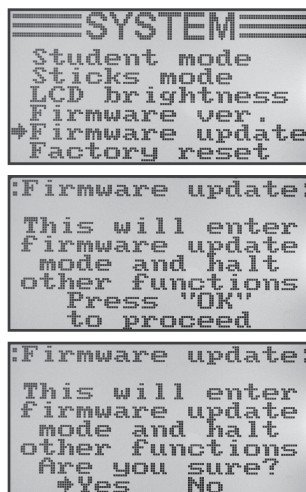 SYSTEM
Student mode
Sticks mode
LCD brightness
Firmware ver.
Firmware update
Factory reset
:Firmware update:
This will enter
firmware update
mode and halt
other functions
Press "OK"
to proceed
:Firmware update:
This will enter
firmware update
mode and halt
other functions
Are you sure?
Yes No